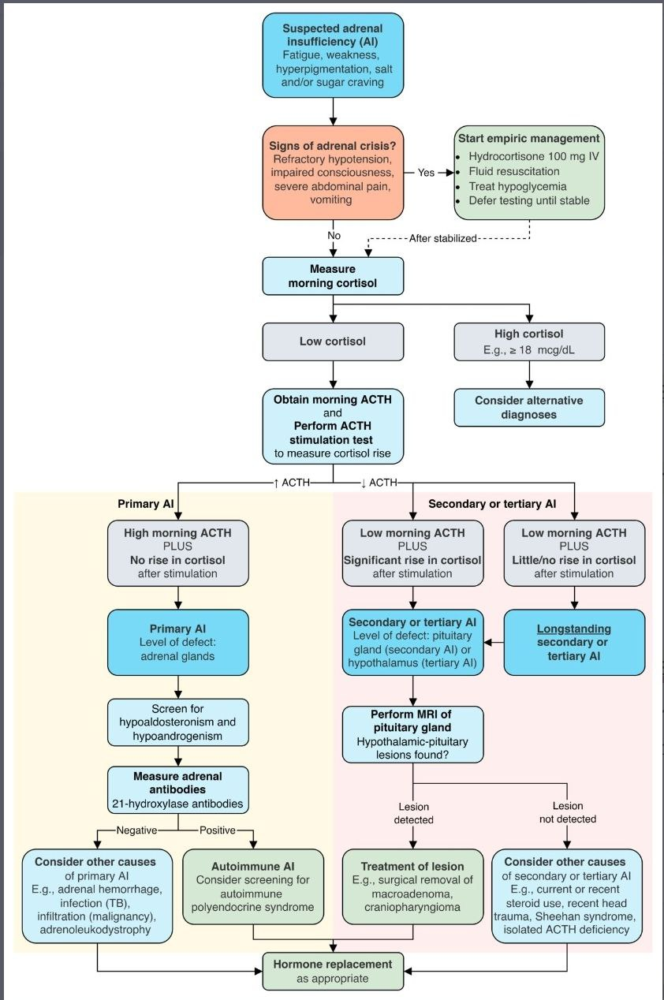 Suspected adrenal
insufficiency (AI)
Fatigue, weakness,
hyperpigmentation, salt
and/or sugar craving
Signs of adrenal crisis?
Refractory hypotension,
impaired consciousness,
severe abdominal pain,
vomiting
Yes
Start empiric management
• Hydrocortisone 100 mg IV
• Fluid resuscitation
• Treat hypoglycemia
• Defer testing until stable
No
After stabilized
Measure
morning cortisol
Low cortisol
High cortisol
E.g., ≥ 18 mcg/dL
Obtain morning ACTH
and
Perform ACTH
stimulation test
to measure cortisol rise
Consider alternative
diagnoses
↑ ACTH
↓ ACTH
Primary AI
Secondary or tertiary AI
High morning ACTH
PLUS
No rise in cortisol
after stimulation
Low morning ACTH
PLUS
Significant rise in cortisol
after stimulation
Low morning ACTH
PLUS
Little/no rise in cortisol
after stimulation
Primary AI
Level of defect:
adrenal glands
Secondary or tertiary AI
Level of defect: pituitary
gland (secondary AI) or
hypothalamus (tertiary AI)
Longstanding
secondary or
tertiary AI
Screen for
hypoaldosteronism and
hypoandrogenism
Perform MRI of
pituitary gland
Hypothalamic-pituitary
lesions found?
Measure adrenal
antibodies
21-hydroxylase antibodies
Negative
Positive
Lesion
detected
Lesion
not detected
Consider other causes
of primary AI
E.g., adrenal hemorrhage,
infection (TB),
infiltration (malignancy),
adrenoleukodystrophy
Autoimmune AI
Consider screening for
autoimmune
polyendocrine syndrome
Treatment of lesion
E.g., surgical removal of
macroadenoma,
craniopharyngioma
Consider other causes
of secondary or tertiary AI
E.g., current or recent
steroid use, recent head
trauma, Sheehan syndrome,
isolated ACTH deficiency
Hormone replacement
as appropriate